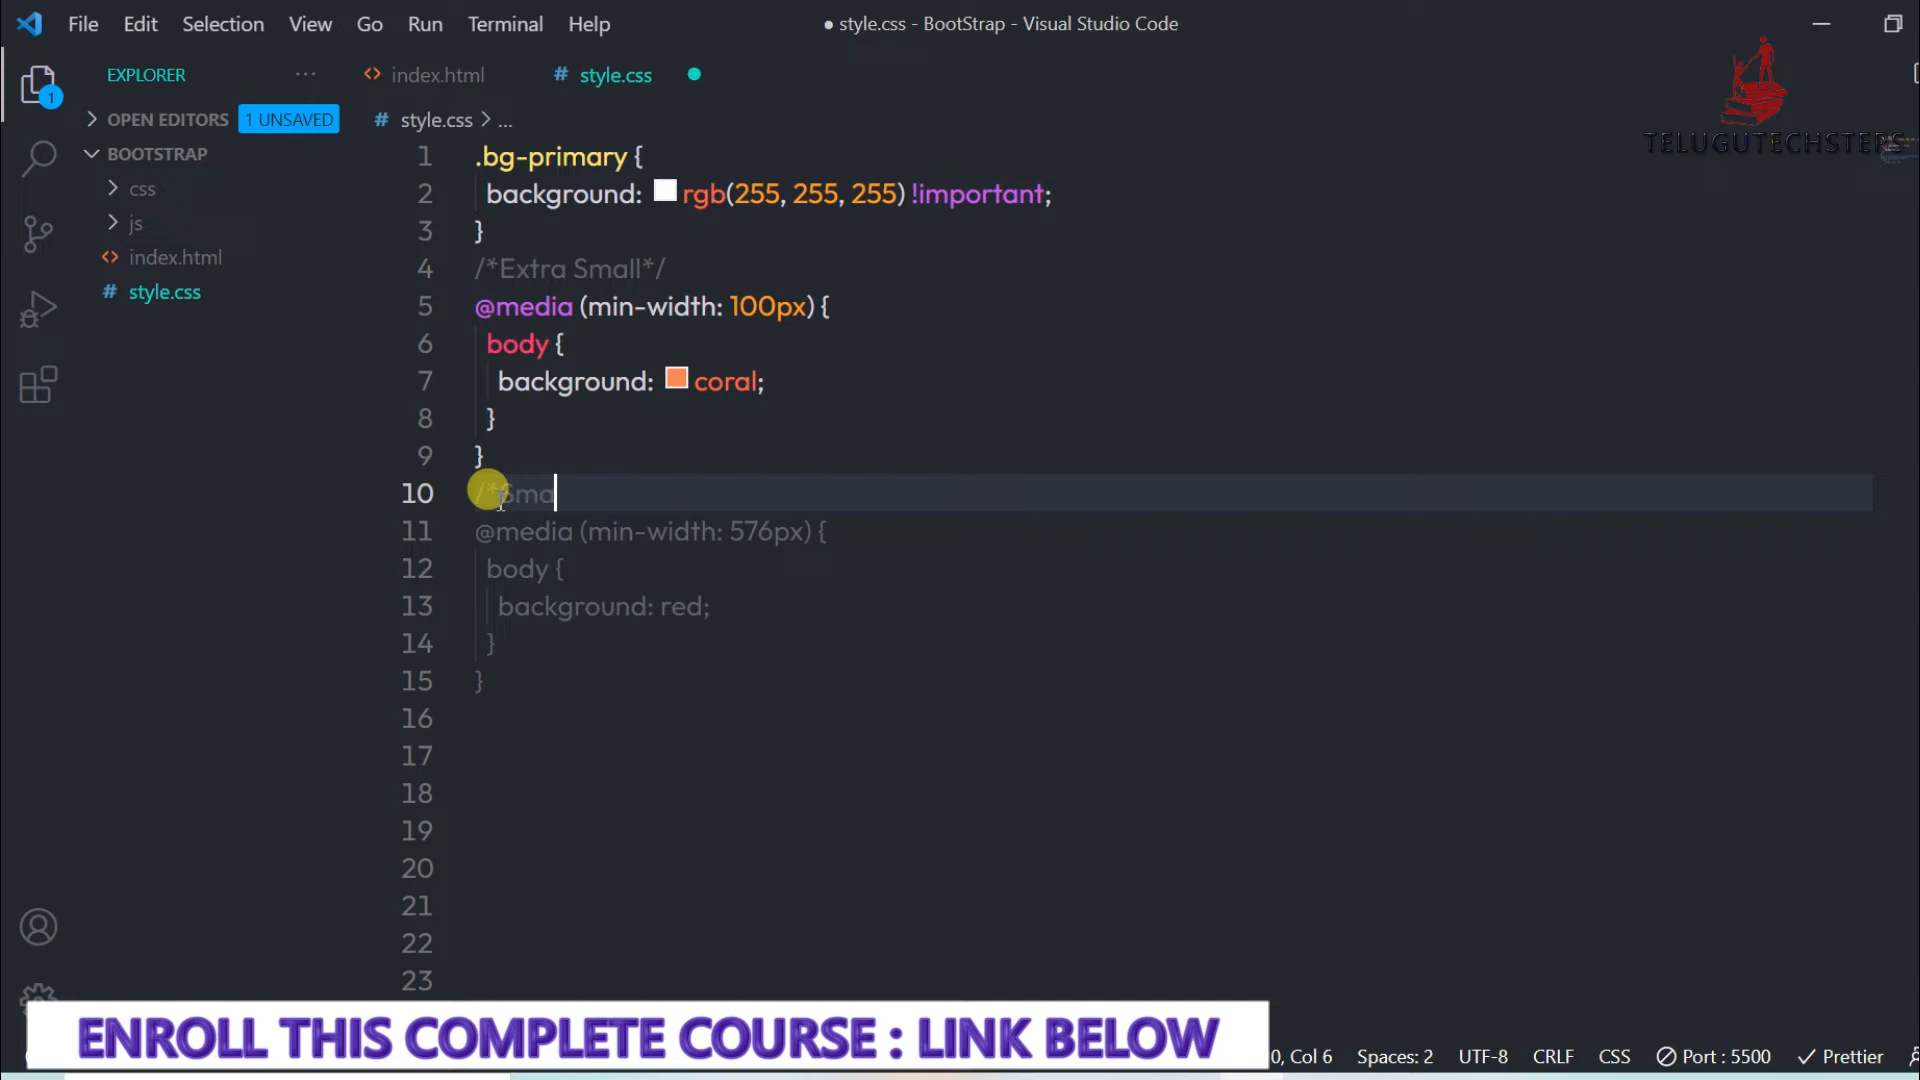 File Edit Selection View Go Run Terminal Help
● style.css - BootStrap - Visual Studio Code
TELUGUTECHSTERS
EXPLORER ···
OPEN EDITORS 1 UNSAVED
BOOTSTRAP
css
js
<> index.html
# style.css
1
<> index.html
# style.css
# style.css > ...
1 .bg-primary {
2 background: rgb(255, 255, 255) !important;
3 }
4 /*Extra Small*/
5 @media (min-width: 100px) {
6 body {
7 background: coral;
8 }
9 }
10 /*Sma
11 @media (min-width: 576px) {
12 body {
13 background: red;
14 }
15 }
16
17
18
19
20
21
22
23
ENROLL THIS COMPLETE COURSE : LINK BELOW
0, Col 6 Spaces: 2 UTF-8 CRLF CSS Port : 5500 Prettier